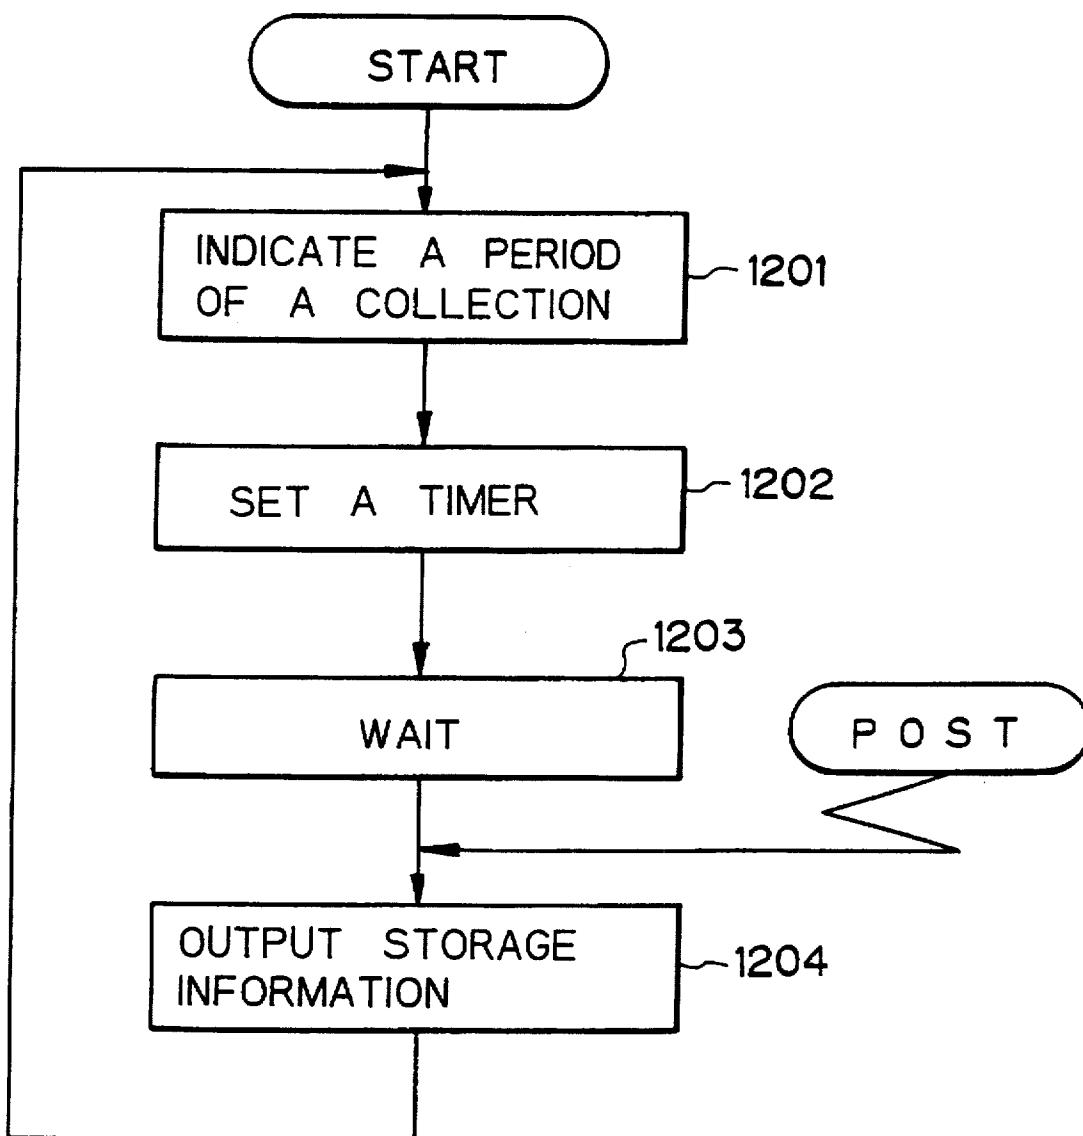 START
INDICATE A PERIOD
OF A COLLECTION
1201
SET A TIMER
1202
1203
WAIT
POST
OUTPUT STORAGE
INFORMATION
1204